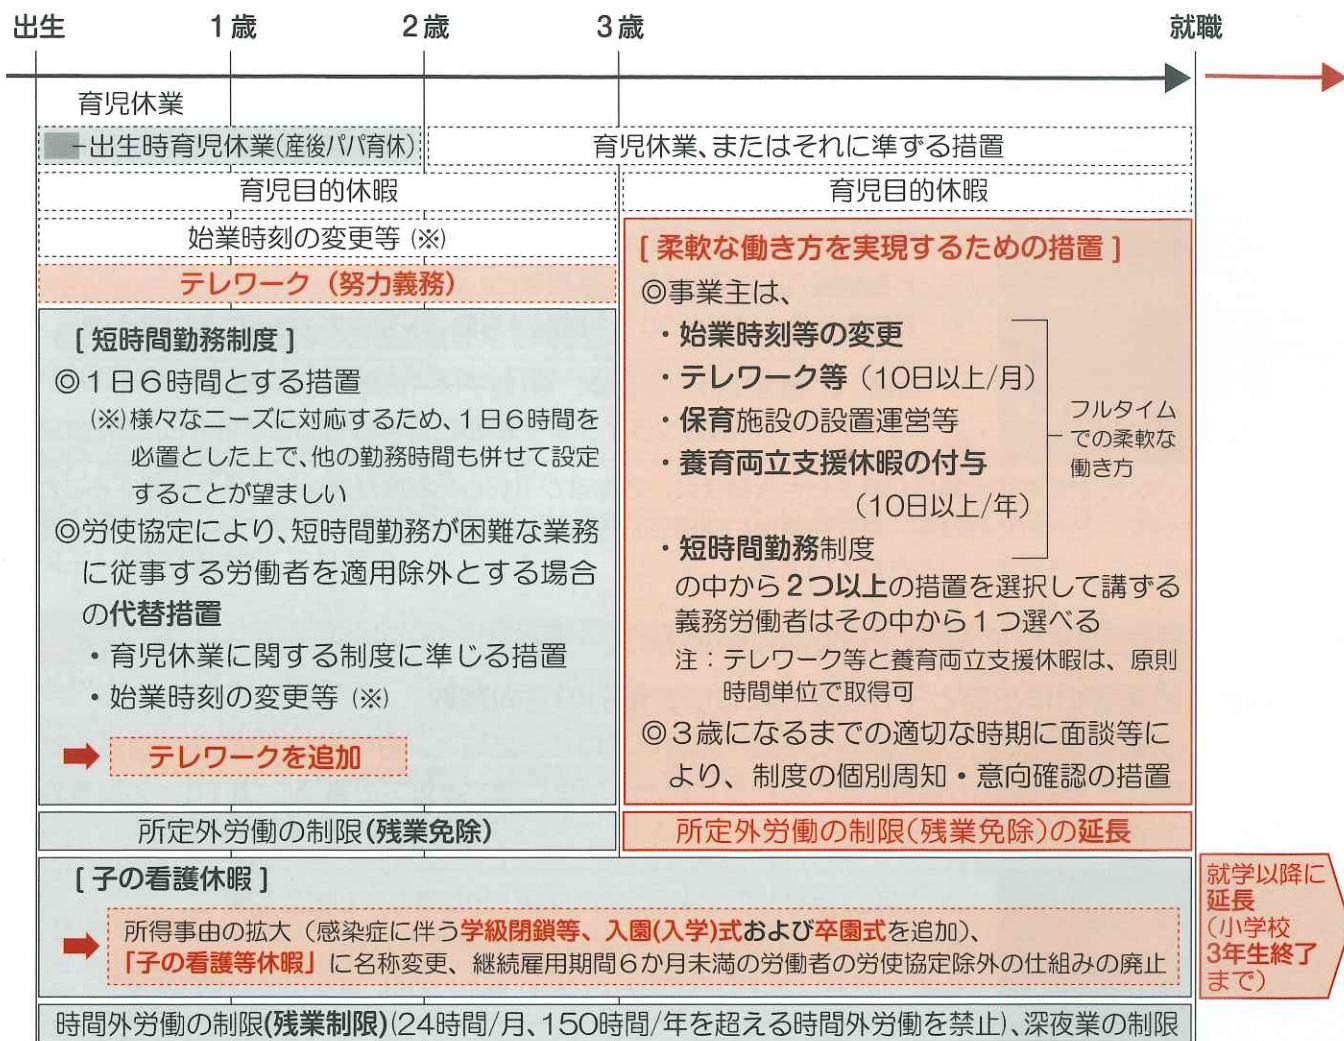 出生
1歳
2歳
3歳
就職
育児休業
出生時育児休業(産後パパ育休)
育児休業、またはそれに準ずる措置
育児目的休暇
育児目的休暇
始業時刻の変更等(※)
テレワーク(努力義務)
[短時間勤務制度]
◎1日6時間とする措置
(※)様々なニーズに対応するため、1日6時間を
必置とした上で、他の勤務時間も併せて設定
することが望ましい
◎労使協定により、短時間勤務が困難な業務
に従事する労働者を適用除外とする場合
の代替措置
・育児休業に関する制度に準じる措置
・始業時刻の変更等(※)
テレワークを追加
[柔軟な働き方を実現するための措置]
◎事業主は、
・始業時刻等の変更
・テレワーク等(10日以上/月)
・保育施設の設置運営等
・養育両立支援休暇の付与
(10日以上/年)
・短時間勤務制度
フルタイム
での柔軟な
働き方
の中から2つ以上の措置を選択して講ずる
義務労働者はその中から1つ選べる
注:テレワーク等と養育両立支援休暇は、原則
時間単位で取得可
◎3歳になるまでの適切な時期に面談等に
より、制度の個別周知・意向確認の措置
所定外労働の制限(残業免除)
所定外労働の制限(残業免除)の延長
[子の看護休暇]
所得事由の拡大(感染症に伴う学級閉鎖等、入園(入学)式および卒園式を追加)、
「子の看護等休暇」に名称変更、継続雇用期間6か月未満の労働者の労使協定除外の仕組みの廃止
就学以降に
延長
(小学校
3年生終了
まで)
時間外労働の制限(残業制限)(24時間/月、150時間/年を超える時間外労働を禁止)、深夜業の制限